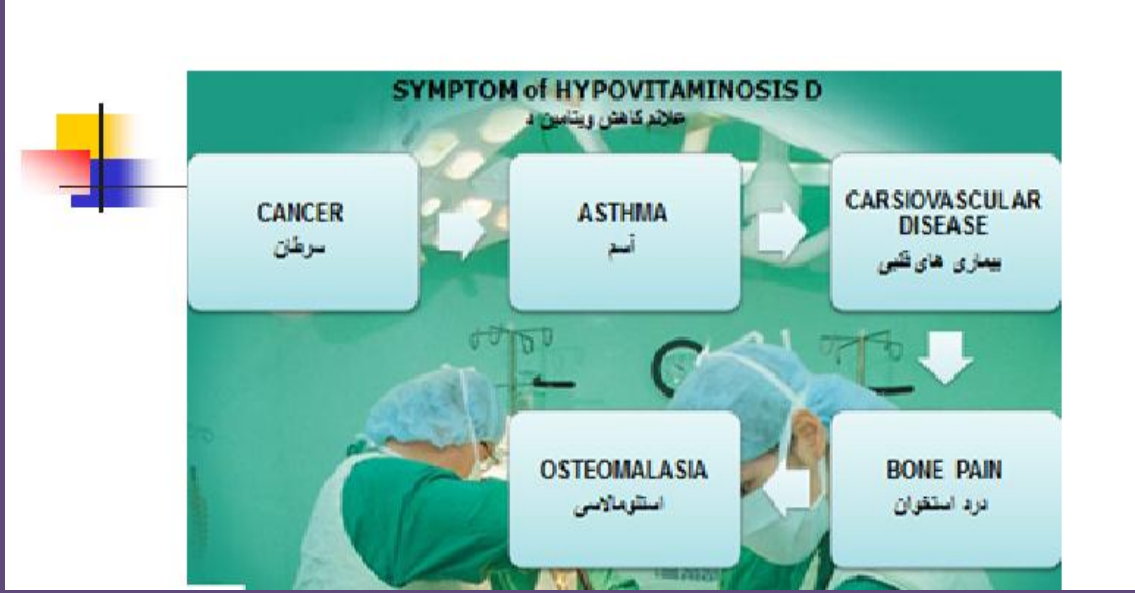 SYMPTOM of HYPOVITAMINOSIS D
علائم کاهش ویتامین د
CANCER
سرطان
ASTHMA
آسم
CARSIOVASCULAR
DISEASE
بیماری های قلبی
BONE PAIN
درد استخوان
OSTEOMALASIA
استئومالاسی